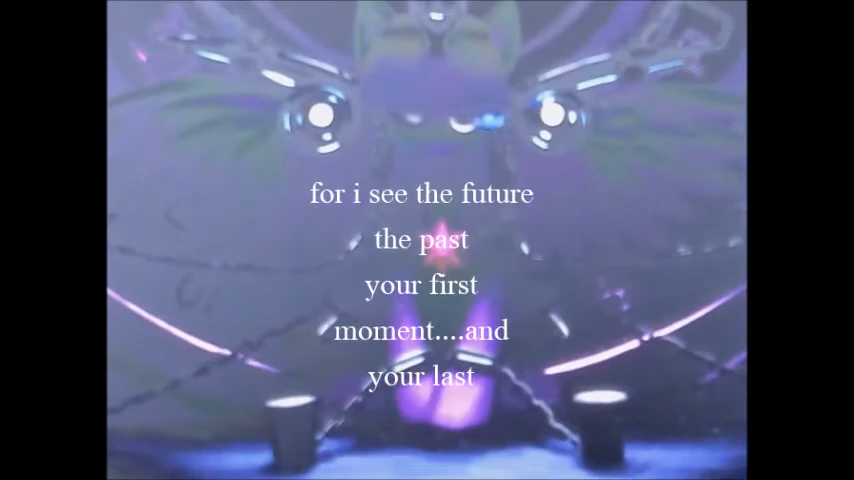 for i see the future
the past
your first
moment....and
your last